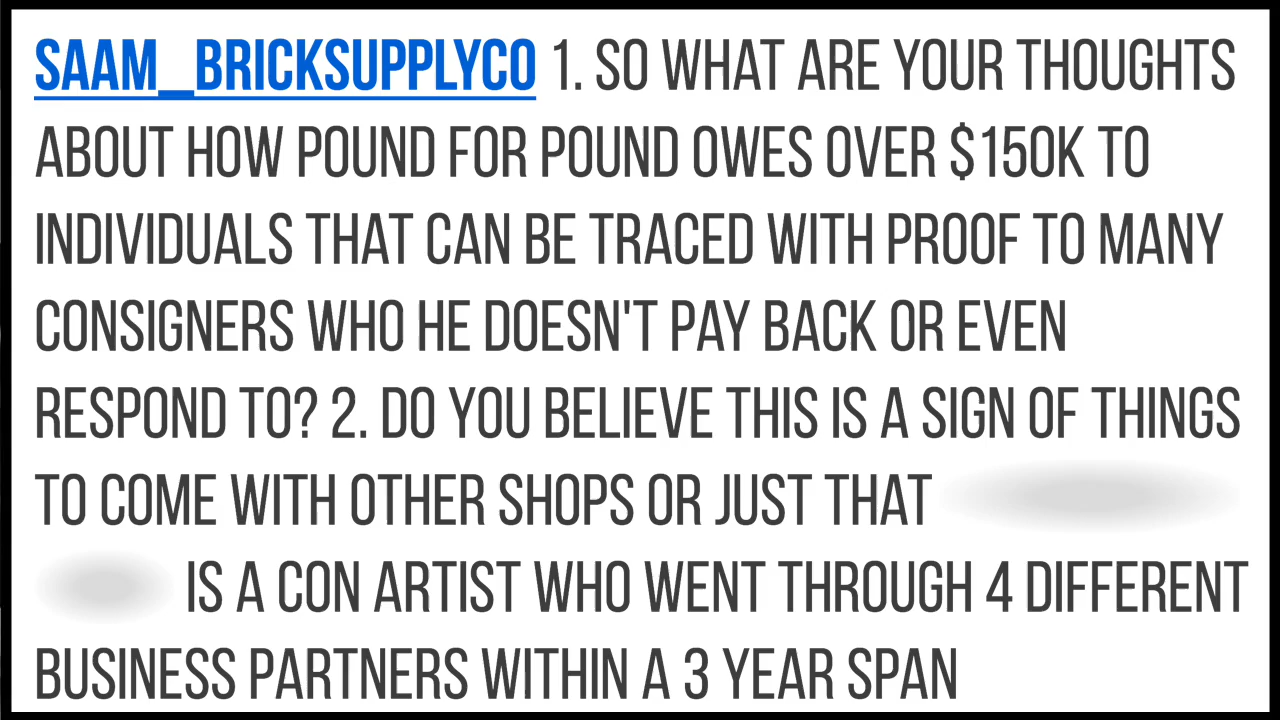 SAAM_BRICKSUPPLYCO 1. SO WHAT ARE YOUR THOUGHTS
ABOUT HOW POUND FOR POUND OWES OVER $150K TO
INDIVIDUALS THAT CAN BE TRACED WITH PROOF TO MANY
CONSIGNERS WHO HE DOESN'T PAY BACK OR EVEN
RESPOND TO? 2. DO YOU BELIEVE THIS IS A SIGN OF THINGS
TO COME WITH OTHER SHOPS OR JUST THAT
IS A CON ARTIST WHO WENT THROUGH 4 DIFFERENT
BUSINESS PARTNERS WITHIN A 3 YEAR SPAN